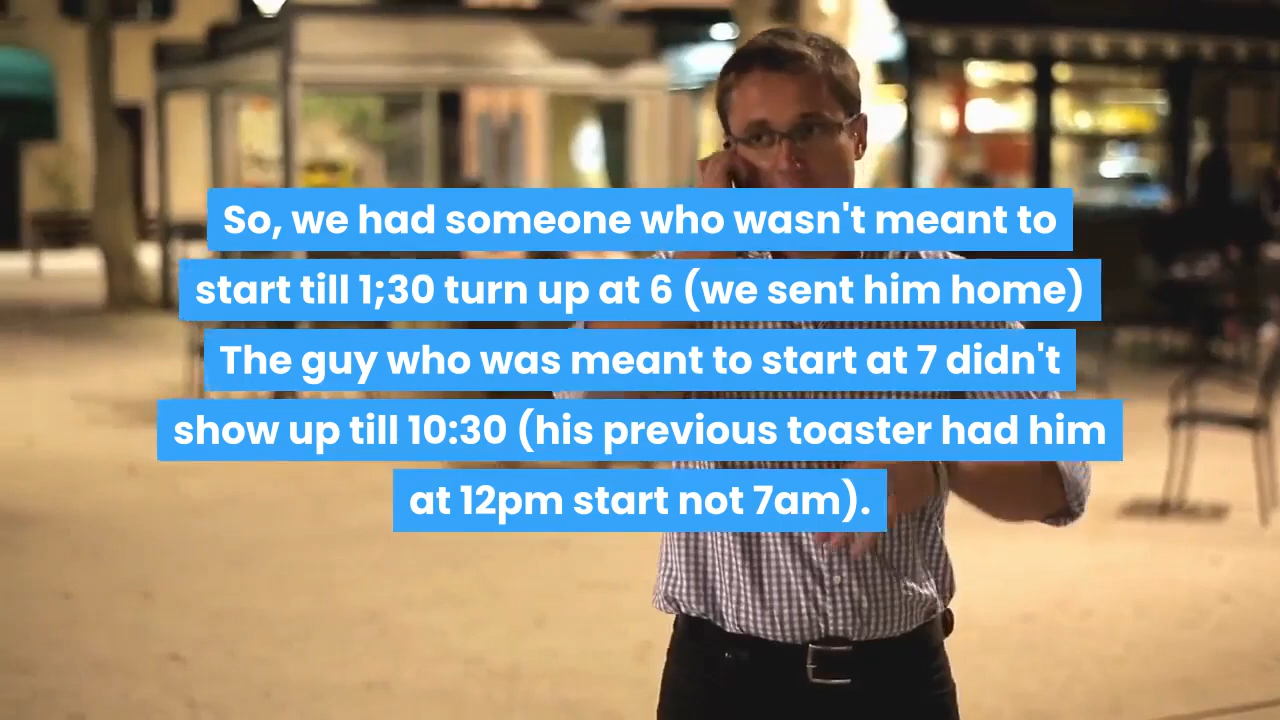 So, we had someone who wasn't meant to
start till 1;30 turn up at 6 (we sent him home)
The guy who was meant to start at 7 didn't
show up till 10:30 (his previous toaster had him
at 12pm start not 7am).